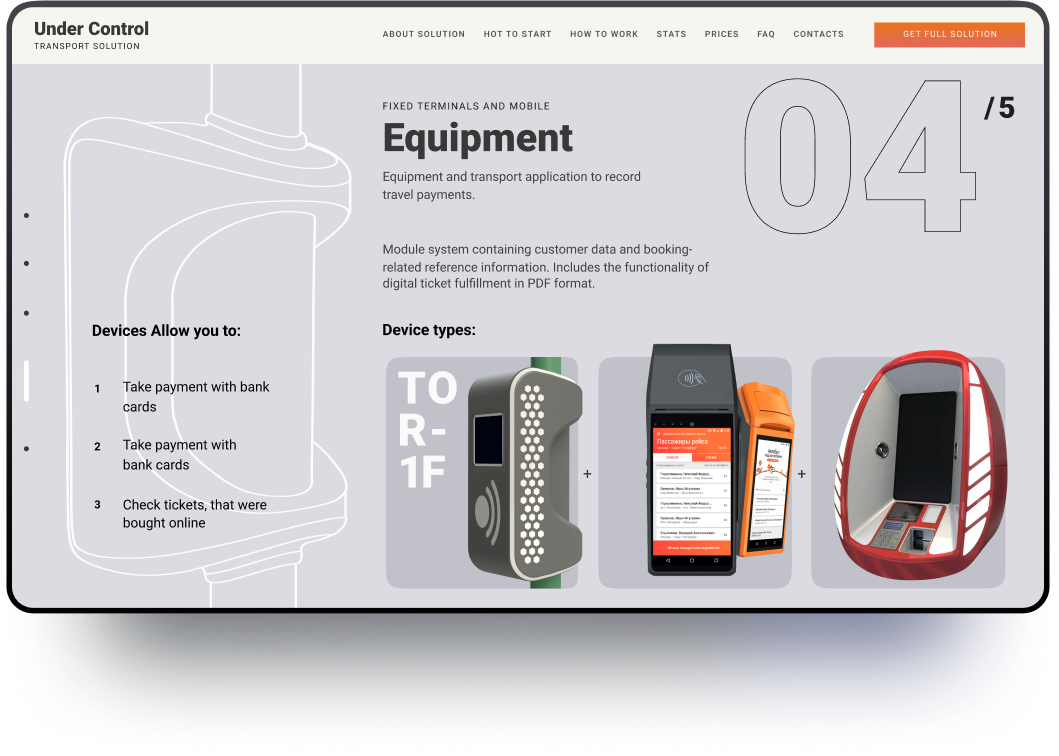 Under Control
TRANSPORT SOLUTION
ABOUT SOLUTION HOT TO START HOW TO WORK STATS PRICES FAQ CONTACTS GET FULL SOLUTION
04 /5
FIXED TERMINALS AND MOBILE
Equipment
Equipment and transport application to record
travel payments.
Module system containing customer data and booking-
related reference information. Includes the functionality of
digital ticket fulfillment in PDF format.
Devices Allow you to:
1 Take payment with bank
cards
2 Take payment with
bank cards
3 Check tickets, that were
bought online
Device types:
TO
R-
1F
+
Пассажиры рейса
+